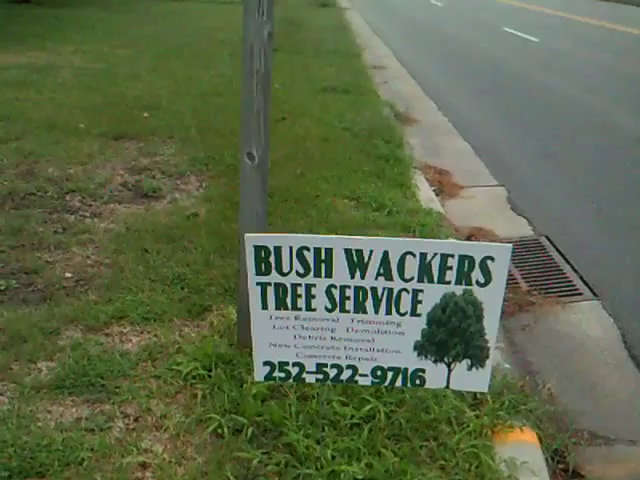 BUSH WACKERS
TREE SERVICE
Tree Removal Trimming
Lot Clearing Demolition
Debris Removal
New Concrete Installation
Concrete Repair
252-522-9716